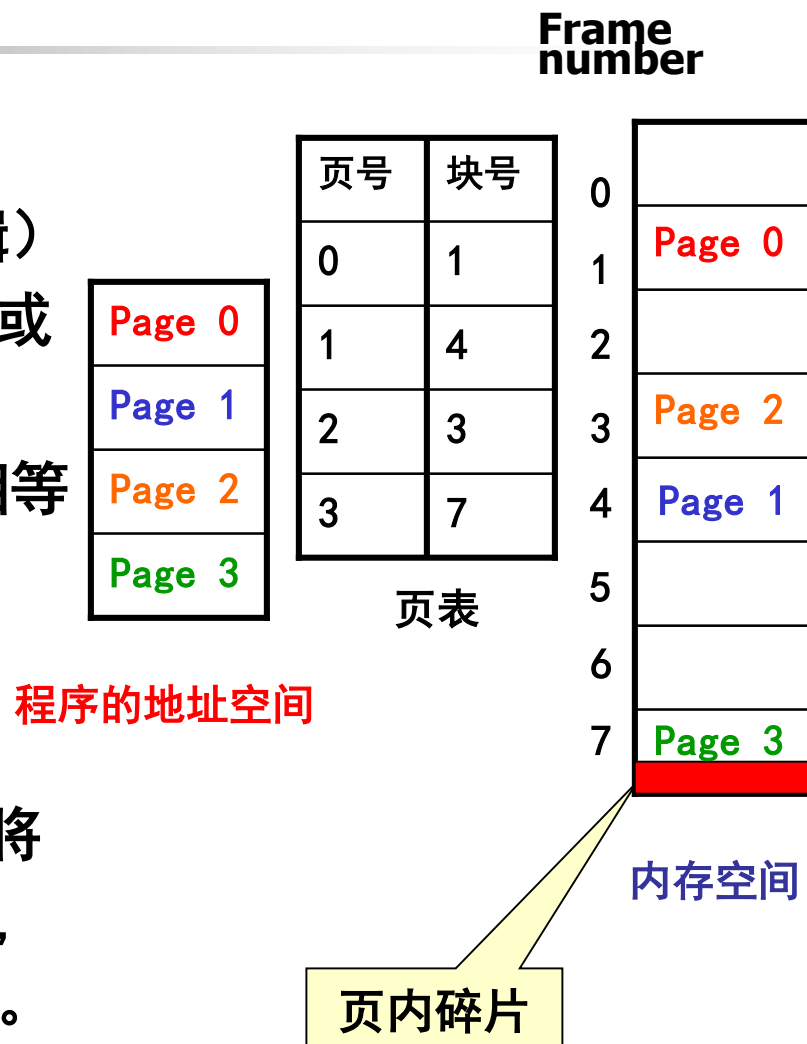 Frame
number
）
或
相等
Page 0
Page 1
Page 2
Page 3
程序的地址空间
页号 块号
0 1
1 4
2 3
3 7
页表
0
1 Page 0
2
3 Page 2
4 Page 1
5
6
7 Page 3
内存空间
将
，
。
页内碎片